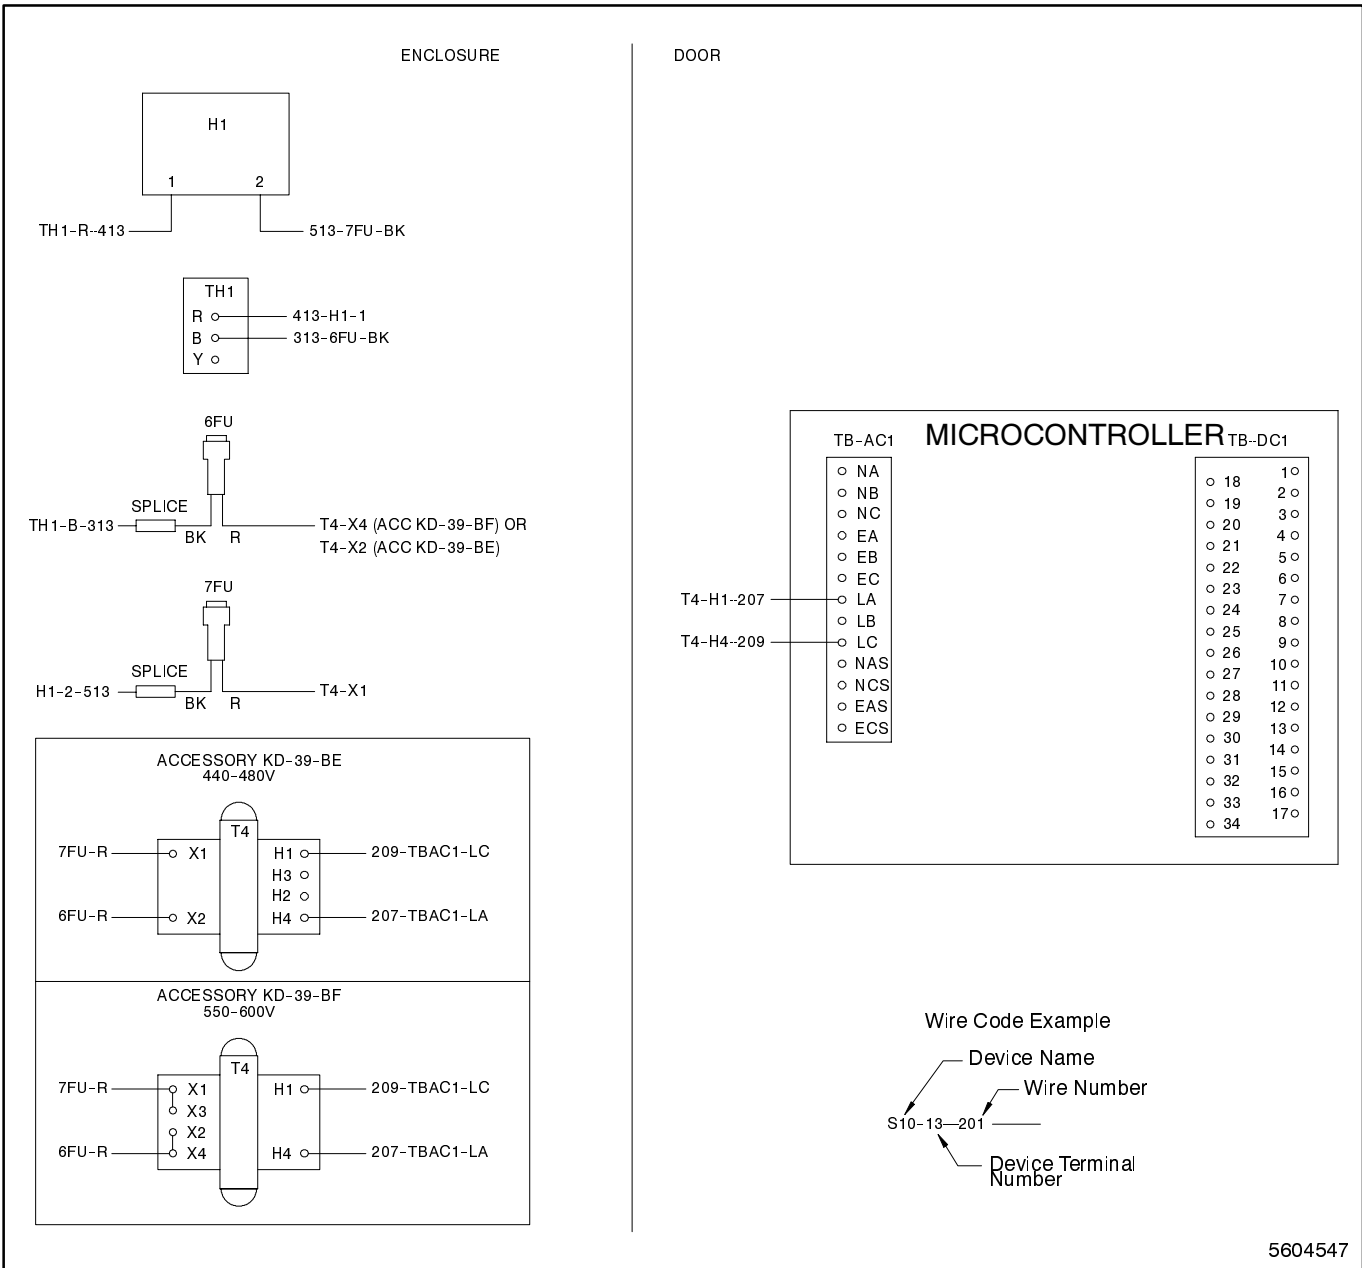 ENCLOSURE
DOOR
H1
1 2
TH1-R--413
513-7FU-BK
TH1
R
413-H1-1
B
313-6FU-BK
Y
6FU
SPLICE
TH1-B-313
BK R
T4-X4 (ACC KD-39-BF) OR
T4-X2 (ACC KD-39-BE)
7FU
SPLICE
H1-2-513
BK R
T4-X1
ACCESSORY KD-39-BE
440-480V
T4
7FU-R
X1
H1
209-TBAC1-LC
H3
H2
6FU-R
X2
H4
207-TBAC1-LA
ACCESSORY KD-39-BF
550-600V
T4
7FU-R
X1
H1
209-TBAC1-LC
X3
X2
6FU-R
X4
H4
207-TBAC1-LA
MICROCONTROLLER
TB-AC1
NA
NB
NC
EA
EB
EC
T4-H1--207
LA
LB
T4-H4--209
LC
NAS
NCS
EAS
ECS
TB--DC1
1
18
2
19
3
20
4
21
5
22
6
23
7
24
8
25
9
26
10
27
11
28
12
29
13
30
14
31
15
32
16
33
17
34
Wire Code Example
Device Name
Wire Number
S10-13—201
Device Terminal
Number
5604547